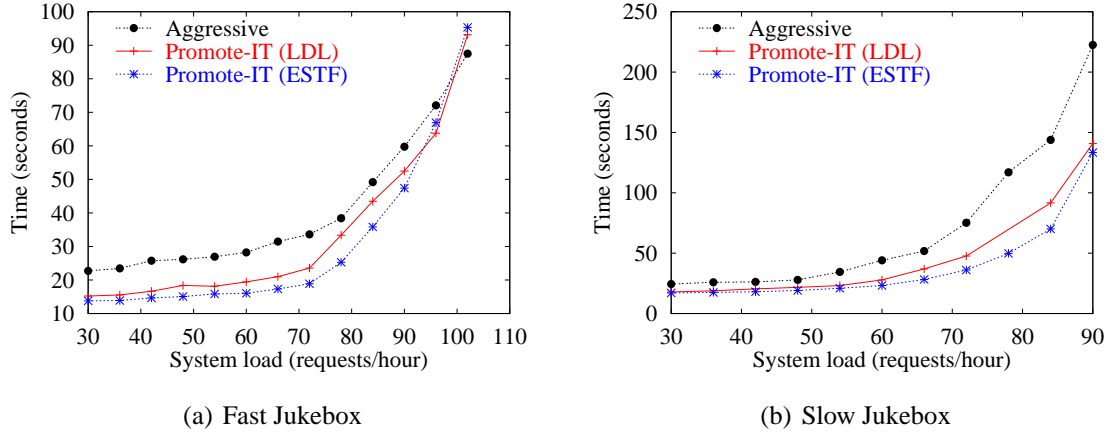 100
90
80
70
60
50
40
30
20
10
30 40 50 60 70 80 90 100 110
Time (seconds)
System load (requests/hour)
Aggressive
Promote-IT (LDL)
Promote-IT (ESTF)
(a) Fast Jukebox
250
200
150
100
50
0
30 40 50 60 70 80 90
Time (seconds)
System load (requests/hour)
Aggressive
Promote-IT (LDL)
Promote-IT (ESTF)
(b) Slow Jukebox